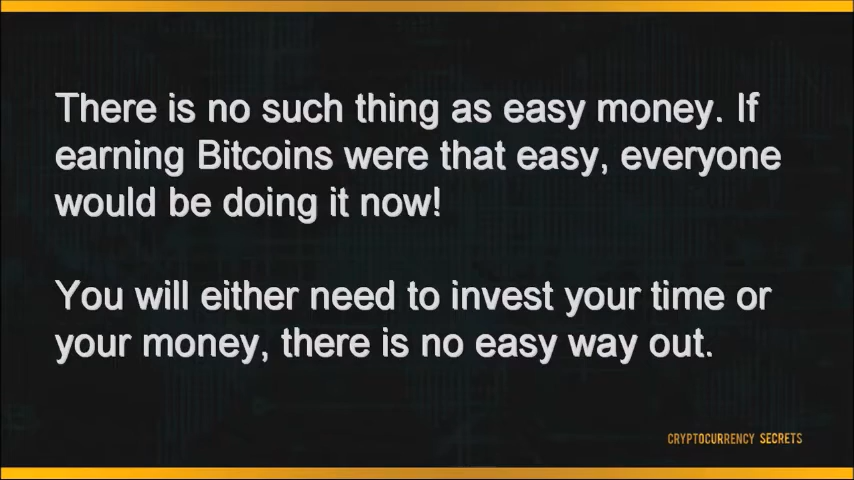 There is no such thing as easy money. If
earning Bitcoins were that easy, everyone
would be doing it now!
You will either need to invest your time or
your money, there is no easy way out.
CRYPTOCURRENCY SECRETS